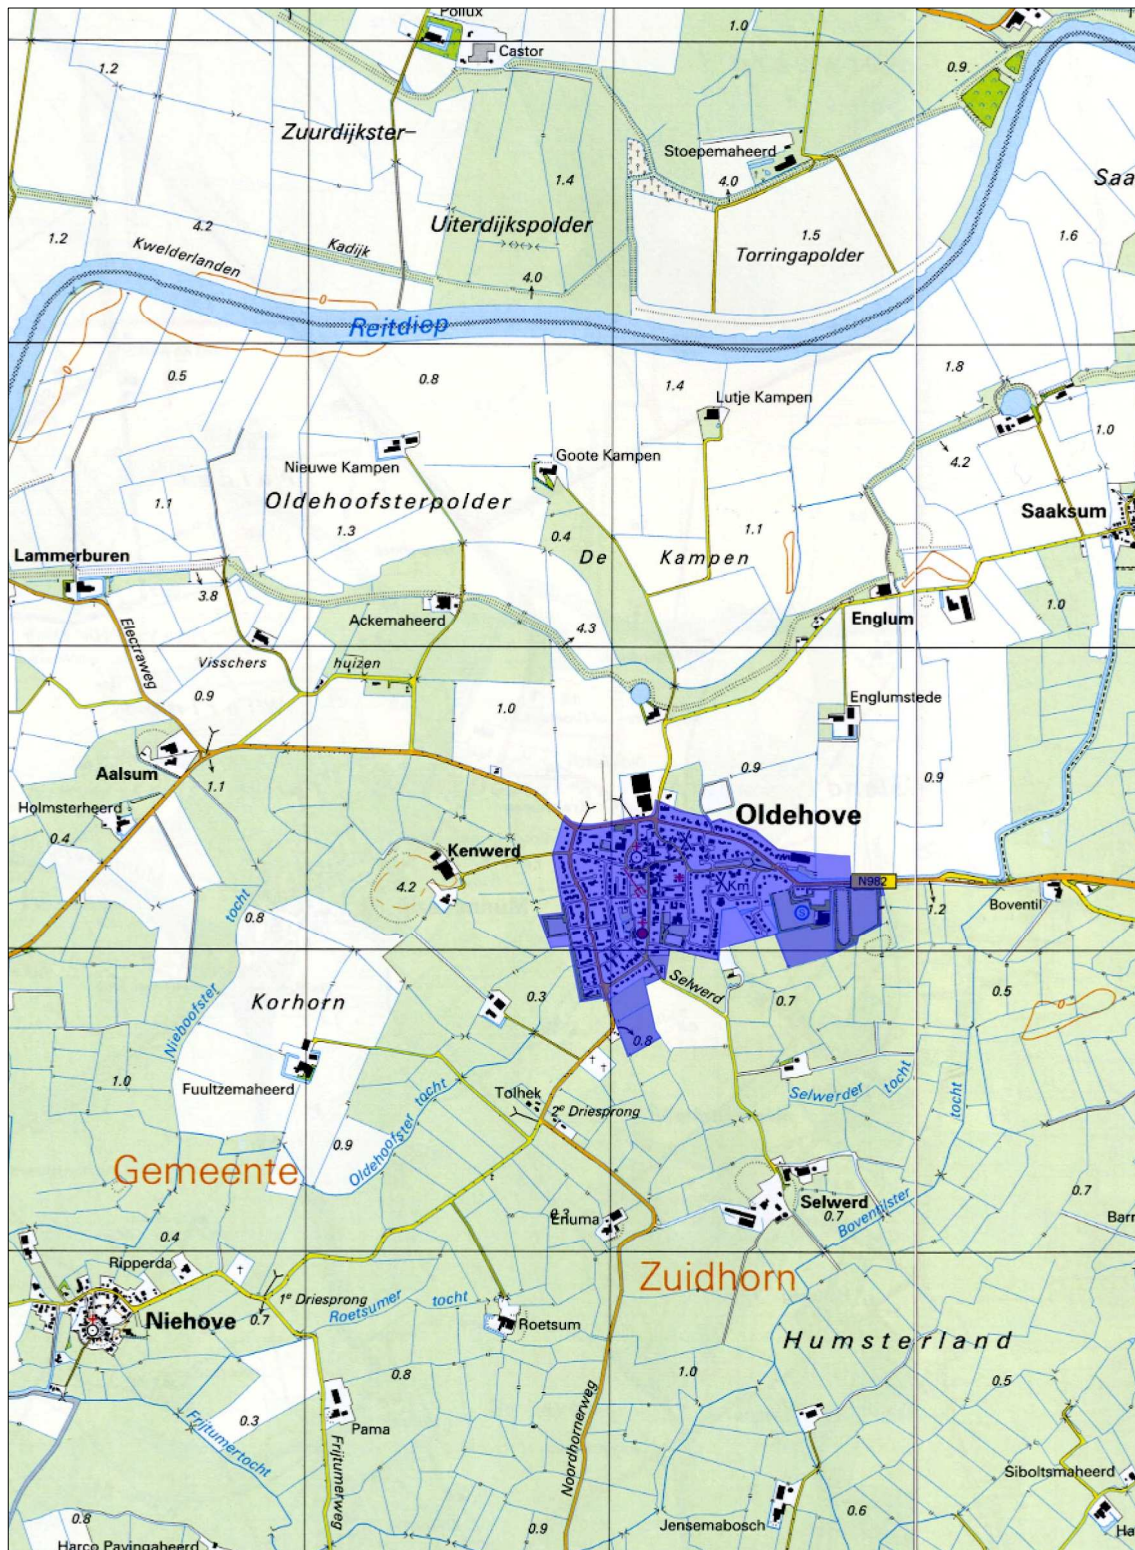 Pollux
Castor
1.0
1.2
0.9
Zuurdijkster-
Stoepemaheerd
1.4
4.0
Saa
Uiterdijkspolder
1.2
4.2
Kwelderlanden
Kadijk
4.0
1.5
Torringapolder
1.6
0
Reitdiep
0
0.5
0.8
1.4
1.8
Lutje Kampen
1.0
Nieuwe Kampen
Goote Kampen
4.2
Oldehoofsterpolder
1.1
1.3
0.4
De Kampen
1.1
Saaksum
Lammerburen
3.8
Ackemaheerd
4.3
Englum
1.0
Electraweg
Visschers huizen
0.9
1.0
Englumstede
Aalsum
1.1
0.9
0.9
Holmsterheerd
0.4
Oldehove
Kenwerd
4.2
N982
1.2
Boventil
0.8
Niehoofster tocht
Korhorn
0.3
Selwerd
0.7
0.5
0.8
1.0
Fuultzemaheerd
Tolhek
2e Driesprong
Selwerder tocht
tocht
0.9
Oldehoofster tocht
Gemeente
Selwerd
0.7
0.7
Boventilster
Barr
0.3
Enuma
0.4
Ripperda
Zuidhorn
1e Driesprong
0.7
Roetsumer tocht
Niehove
Roetsum
Humsterland
0.8
1.0
0.5
0.3
Pama
Frijtumertocht
Frijtumerweg
Noordhornerweg
Siboltsmaheerd
0.8
0.9
Jensemabosch
0.6
Ha
Harco Pavingaheerd